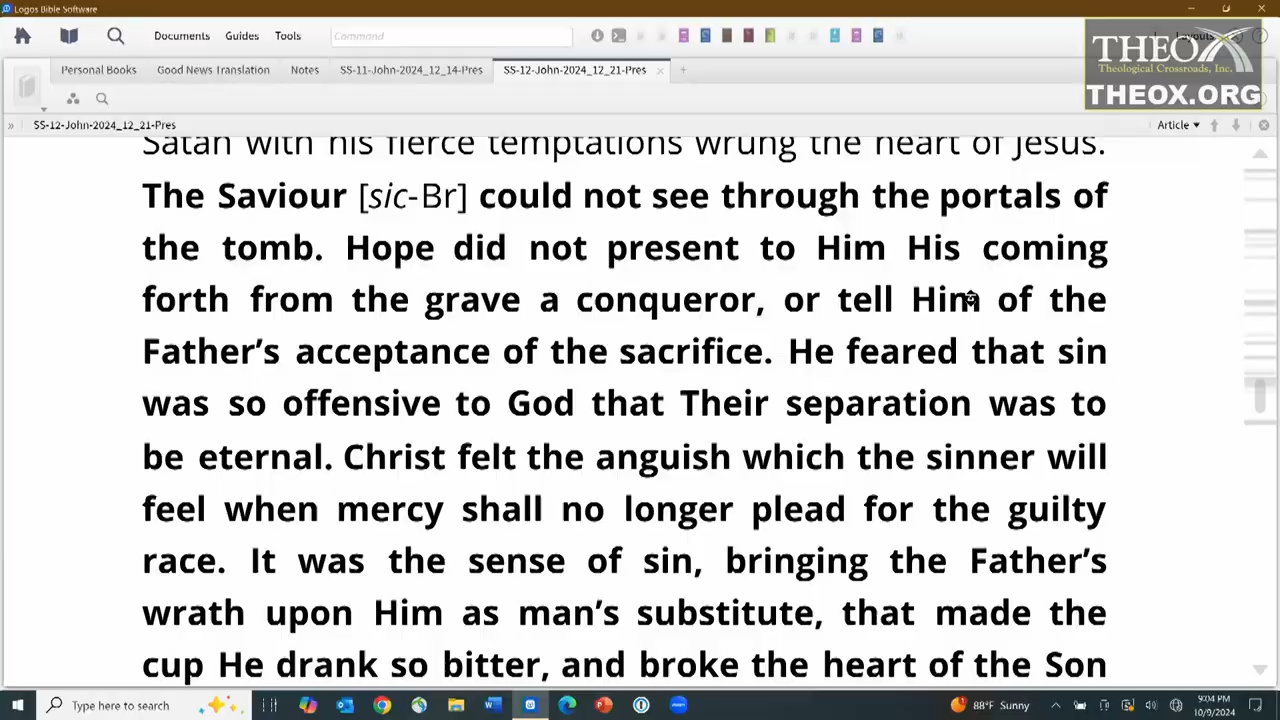 Logos Bible Software
Documents Guides Tools Command
THEOX
Theological Crossroads, Inc.
THEOX.ORG
Personal Books Good News Translation Notes SS-11-John-2024_12_ SS-12-John-2024_12_21-Pres
SS-12-John-2024_12_21-Pres Article
Satan with his fierce temptations wrung the heart of Jesus.
The Saviour [sic-Br] could not see through the portals of
the tomb. Hope did not present to Him His coming
forth from the grave a conqueror, or tell Him of the
Father's acceptance of the sacrifice. He feared that sin
was so offensive to God that Their separation was to
be eternal. Christ felt the anguish which the sinner will
feel when mercy shall no longer plead for the guilty
race. It was the sense of sin, bringing the Father's
wrath upon Him as man's substitute, that made the
cup He drank so bitter, and broke the heart of the Son
Type here to search 88°F Sunny 9:04 PM
10/9/2024